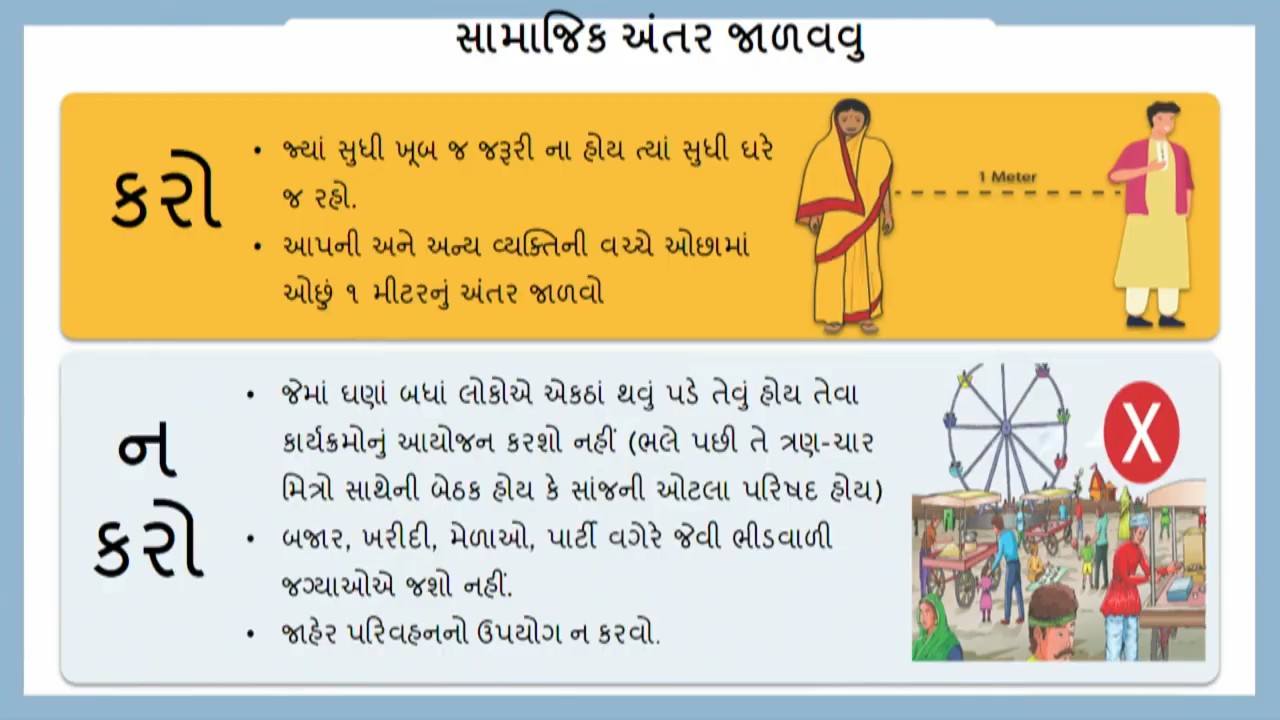 સામાજિક અંતર જાળવવુ
કરો
• જ્યાં સુધી ખૂબ જ જરૂરી ના હોય ત્યાં સુધી ઘરે
જ રહો.
• આપની અને અન્ય વ્યક્તિની વચ્ચે ઓછામાં
ઓછું ૧ મીટરનું અંતર જાળવો
1 Meter
ન
કરો
• જેમાં ઘણાં બધાં લોકોએ એકઠાં થવું પડે તેવું હોય તેવા
કાર્યક્રમોનું આયોજન કરશો નહીં (ભલે પછી તે ત્રણ-ચાર
મિત્રો સાથેની બેઠક હોય કે સાંજની ઓટલા પરિષદ હોય)
• બજાર, ખરીદી, મેળાઓ, પાર્ટી વગેરે જેવી ભીડવાળી
જગ્યાઓએ જશો નહીં.
• જાહેર પરિવહનનો ઉપયોગ ન કરવો.
X